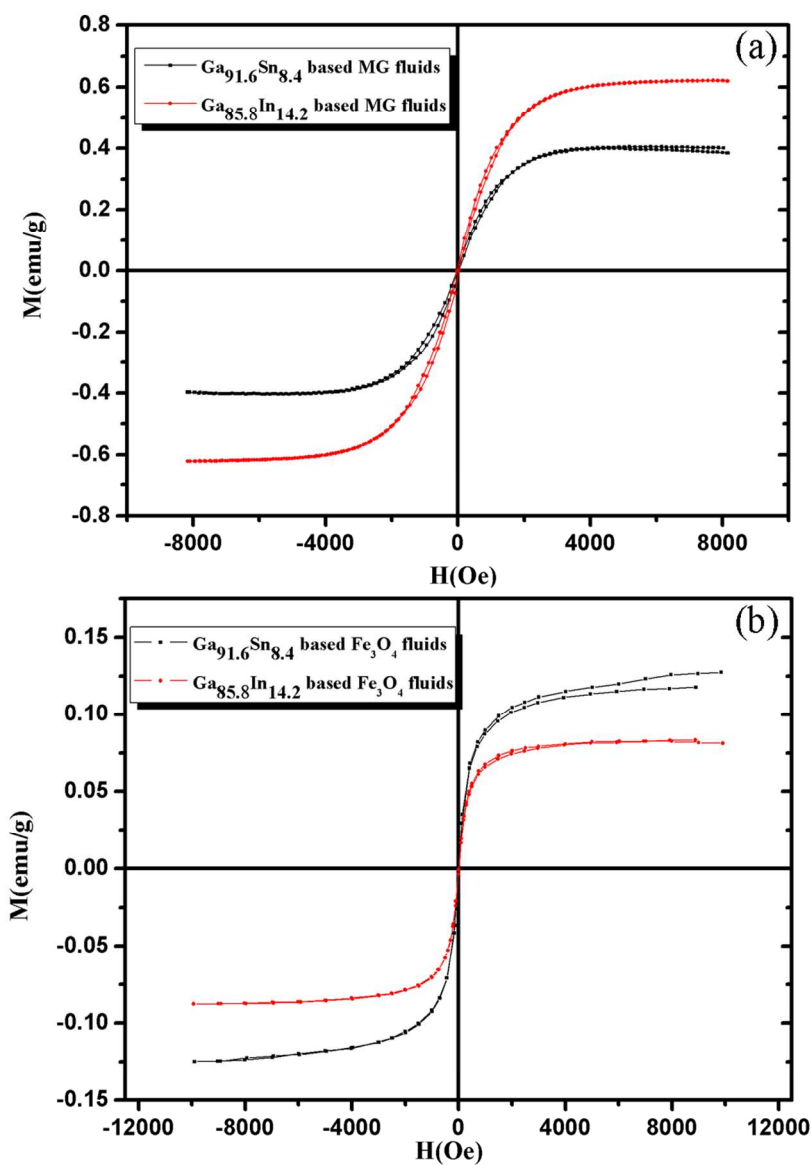 (a)
Ga91.6Sn8.4 based MG fluids
Ga85.8In14.2 based MG fluids
0.8
0.6
0.4
0.2
0.0
-0.2
-0.4
-0.6
-0.8
M(emu/g)
-8000 -4000 0 4000 8000
H(Oe)
(b)
Ga91.6Sn8.4 based Fe3O4 fluids
Ga85.8In14.2 based Fe3O4 fluids
0.15
0.10
0.05
0.00
-0.05
-0.10
-0.15
M(emu/g)
-12000 -8000 -4000 0 4000 8000 12000
H(Oe)